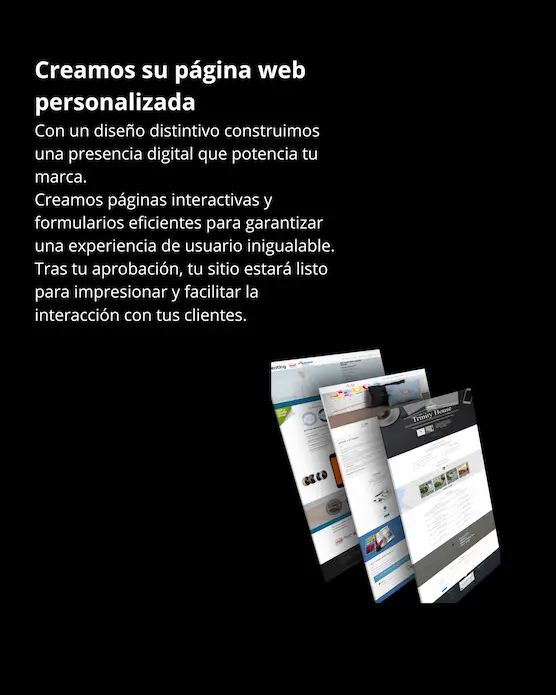 Creamos su página web
personalizada
Con un diseño distintivo construimos
una presencia digital que potencia tu
marca.
Creamos páginas interactivas y
formularios eficientes para garantizar
una experiencia de usuario inigualable.
Tras tu aprobación, tu sitio estará listo
para impresionar y facilitar la
interacción con tus clientes.
Trinity House